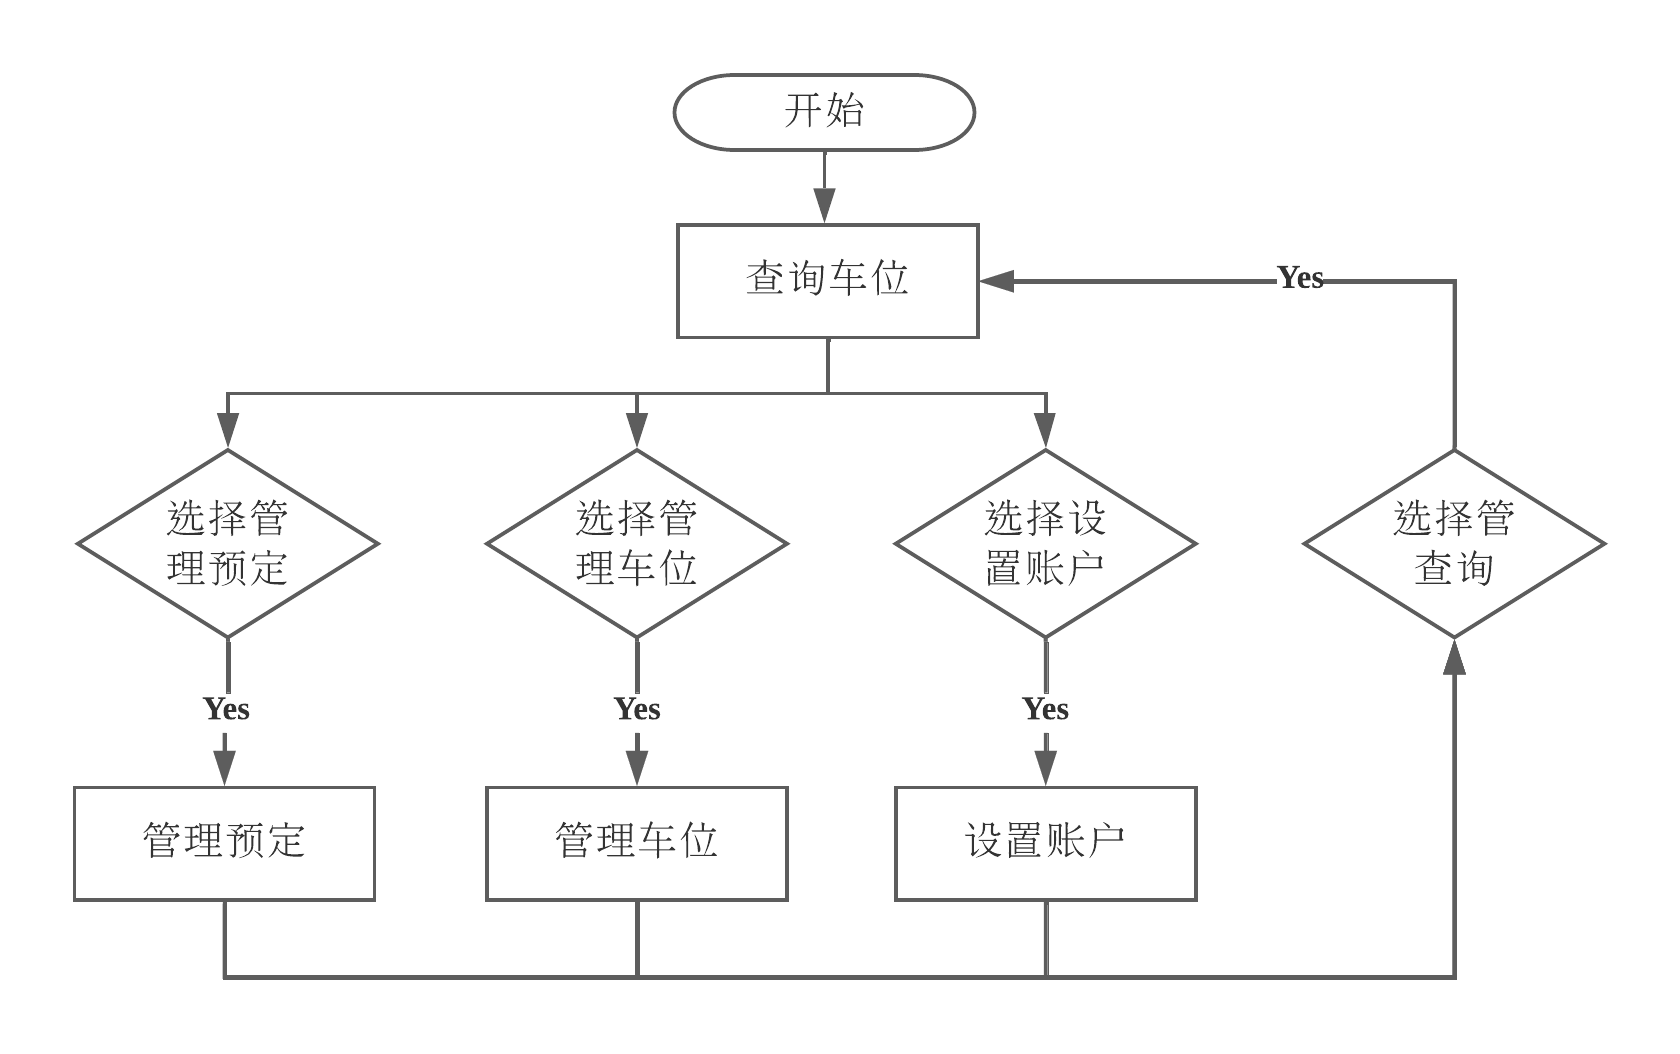 开始
查询车位
Yes
选择管
理预定
选择管
理车位
选择设
置账户
选择管
查询
Yes
Yes
Yes
管理预定
管理车位
设置账户